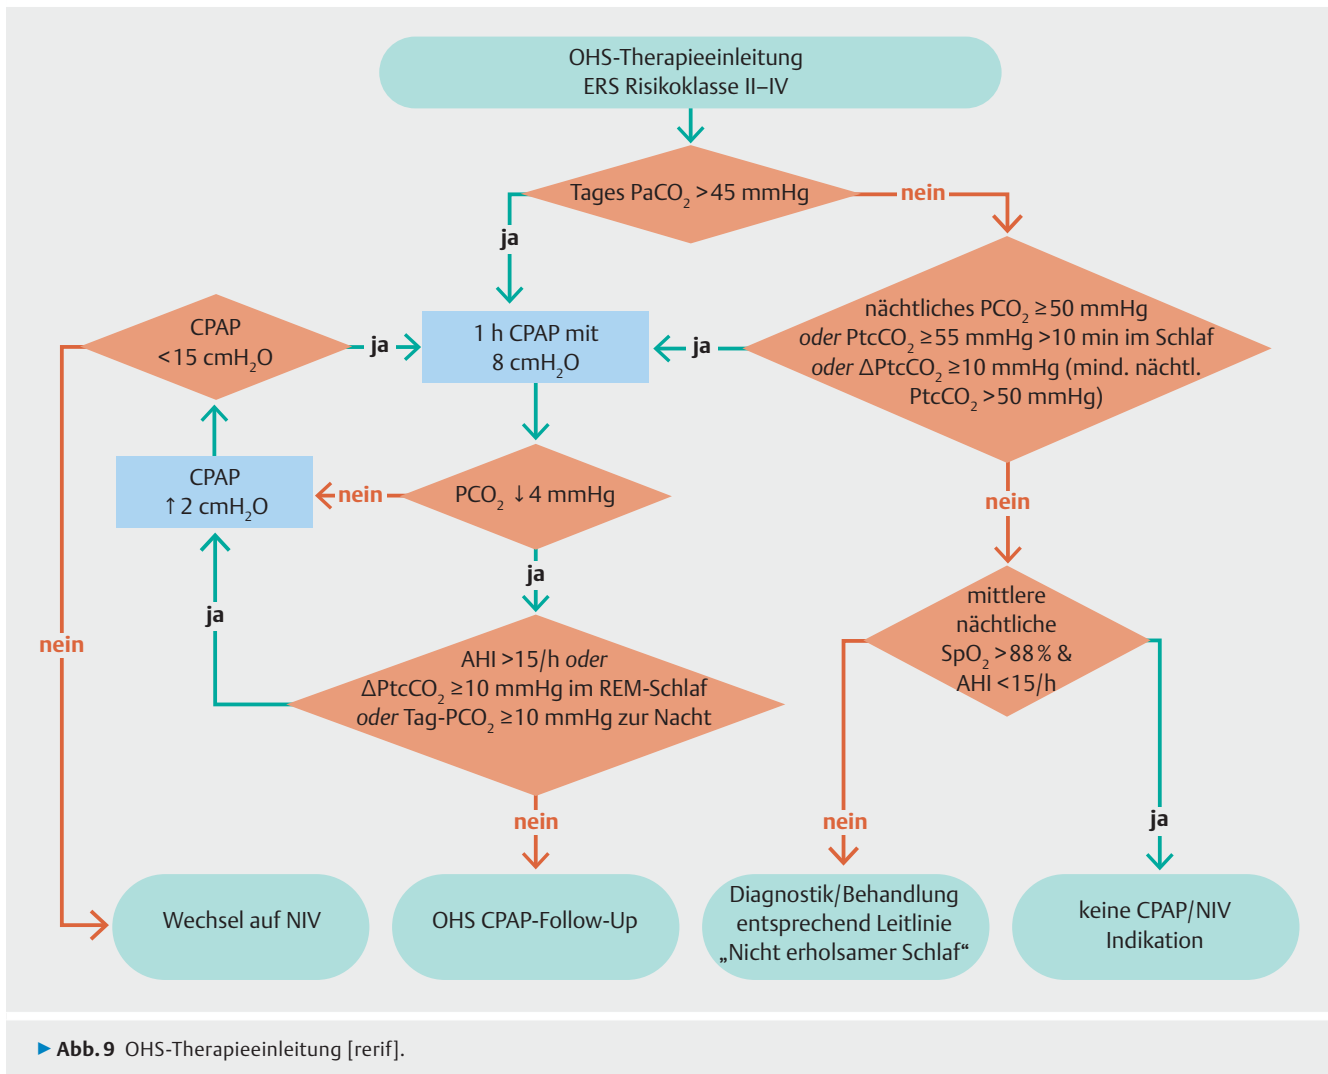 OHS-Therapieeinleitung
ERS Risikoklasse II–IV
Tages PaCO₂ >45 mmHg
nein
ja
nächtliches PCO₂ ≥50 mmHg
oder PtcCO₂ ≥55 mmHg >10 min im Schlaf
oder ΔPtcCO₂ ≥10 mmHg (mind. nächtl.
PtcCO₂ >50 mmHg)
CPAP
<15 cmH₂O
ja
1 h CPAP mit
8 cmH₂O
ja
CPAP
↑ 2 cmH₂O
nein
PCO₂ ↓ 4 mmHg
nein
ja
mittlere
nächtliche
SpO₂ >88 % &
AHI <15/h
ja
nein
AHI >15/h oder
ΔPtcCO₂ ≥10 mmHg im REM-Schlaf
oder Tag-PCO₂ ≥10 mmHg zur Nacht
nein
nein
ja
Wechsel auf NIV
OHS CPAP-Follow-Up
Diagnostik/Behandlung
entsprechend Leitlinie
„Nicht erholsamer Schlaf“
keine CPAP/NIV
Indikation
▶ Abb. 9 OHS-Therapieeinleitung [rerif].